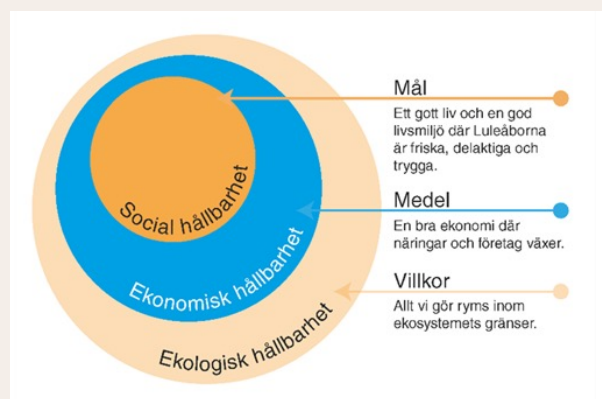 Mål
Ett gott liv och en god
livsmiljö där Luleåborna
är friska, delaktiga och
trygga.
Medel
En bra ekonomi där
näringar och företag växer.
Villkor
Allt vi gör ryms inom
ekosystemets gränser.
Social hållbarhet
Ekonomisk hållbarhet
Ekologisk hållbarhet